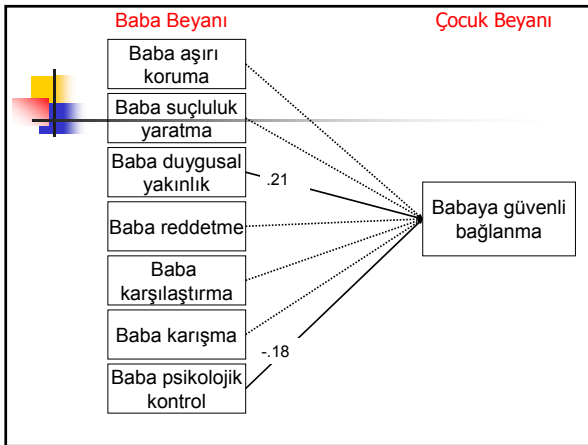 Baba Beyanı
Çocuk Beyanı
Baba aşırı
koruma
Baba suçluluk
yaratma
Baba duygusal
yakınlık
.21
Babaya güvenli
bağlanma
Baba reddetme
Baba
karşılaştırma
Baba karışma
-.18
Baba psikolojik
kontrol